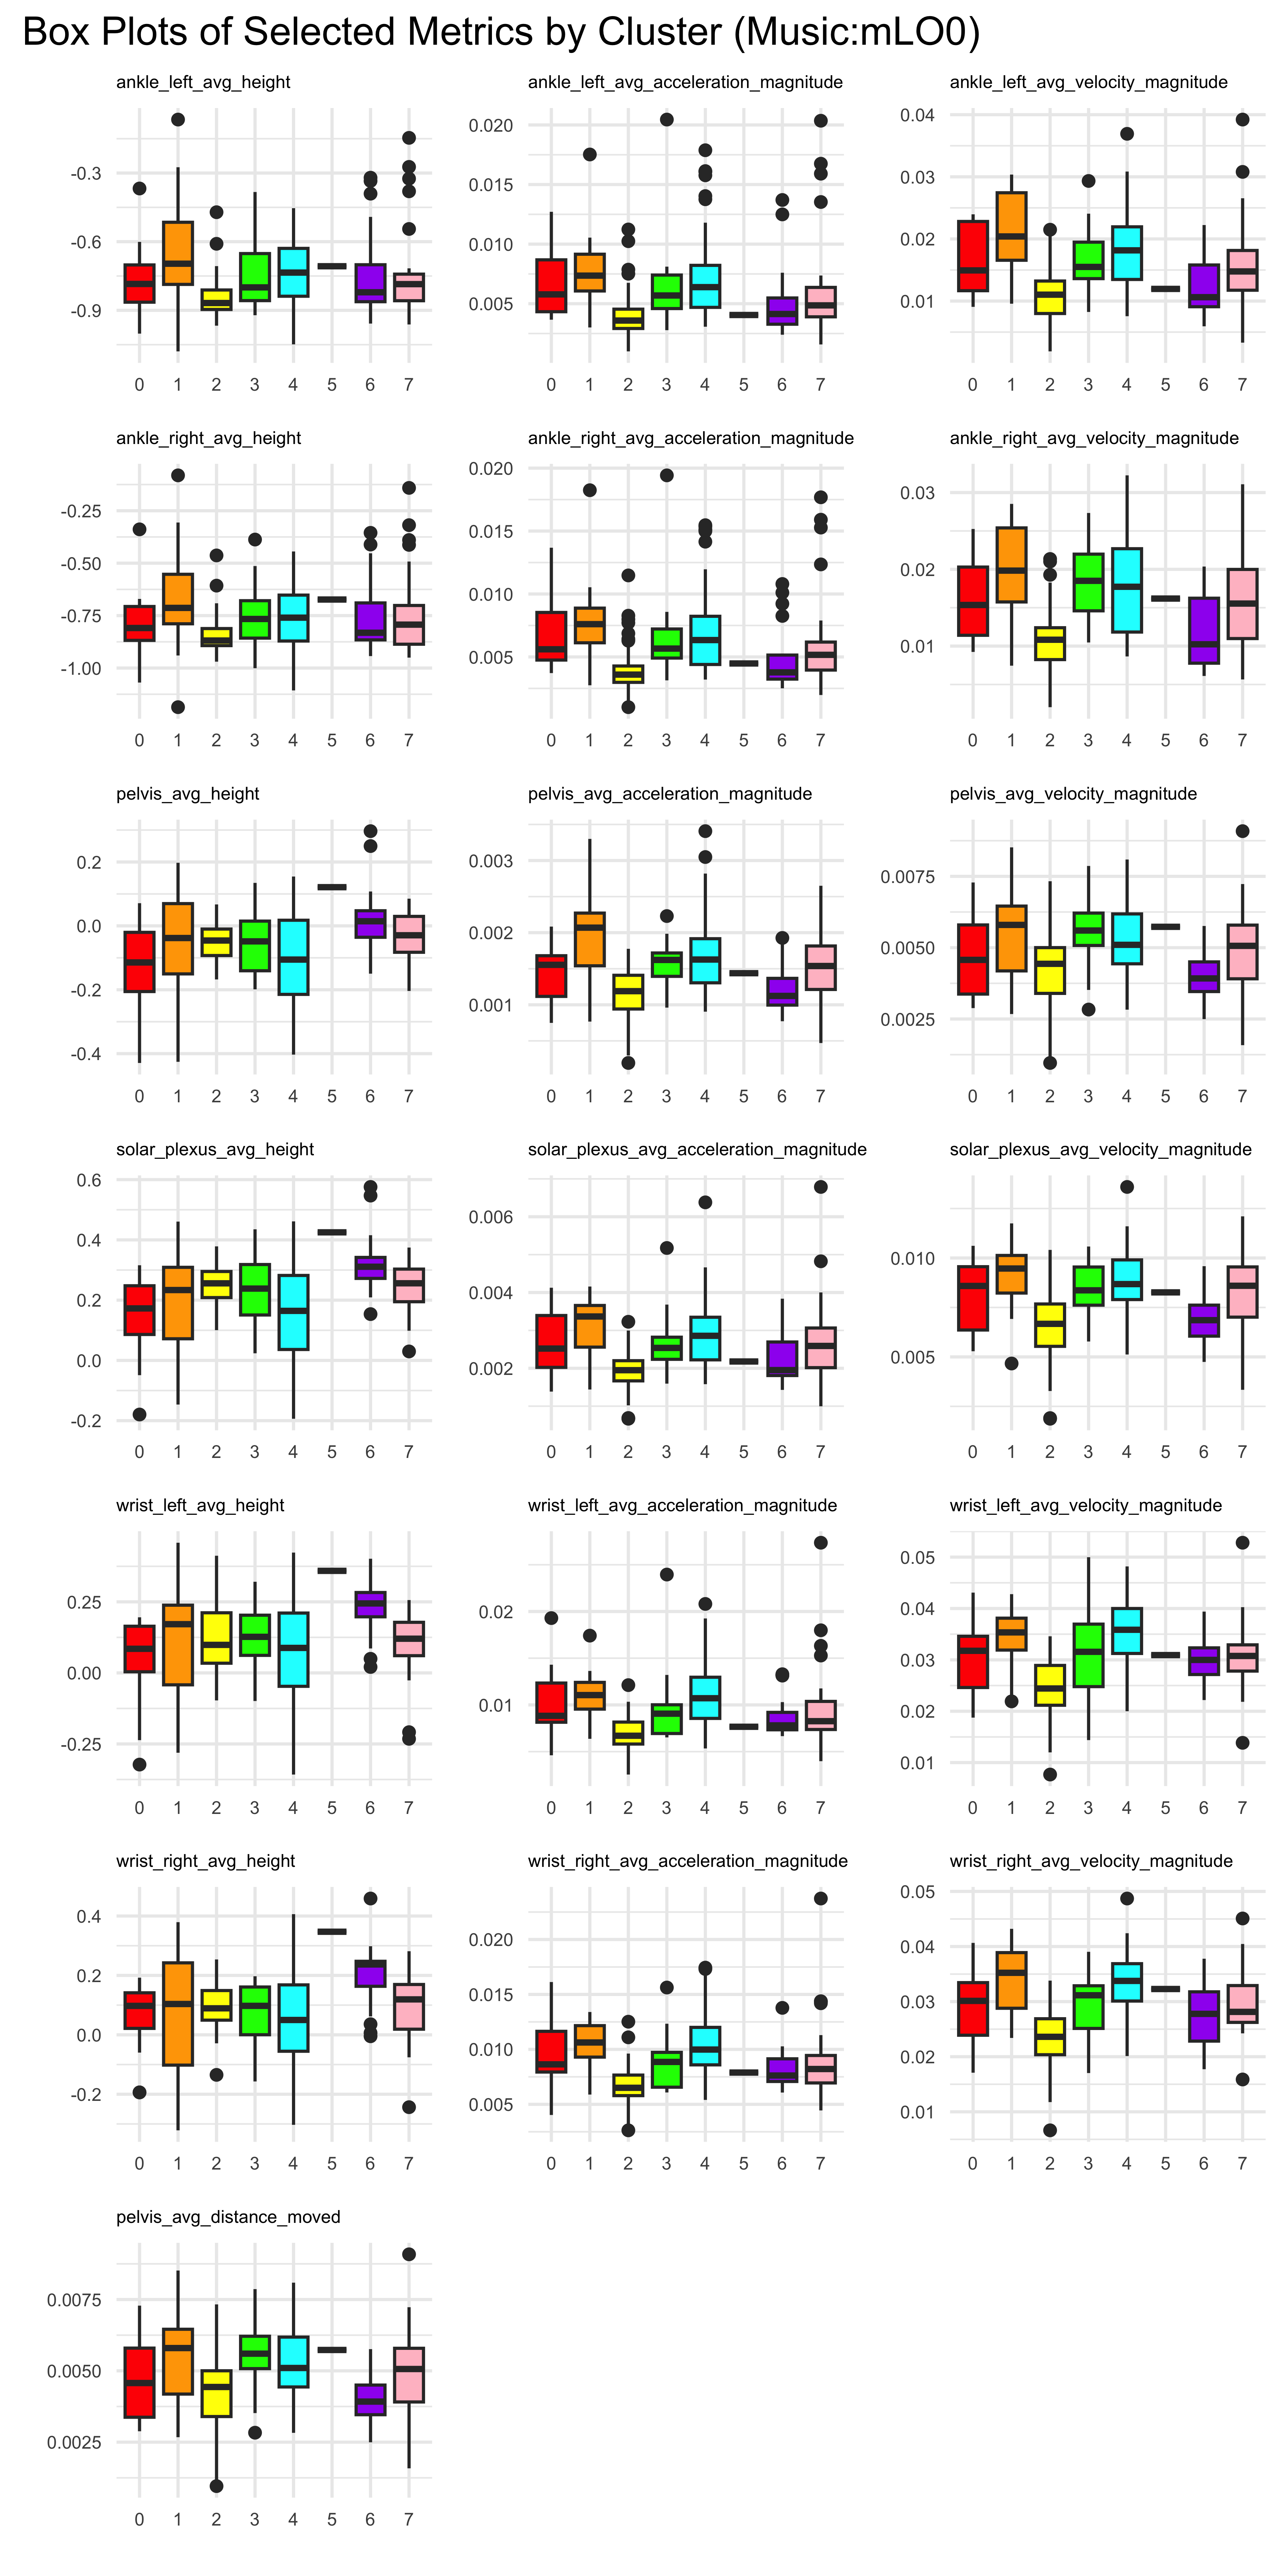 Box Plots of Selected Metrics by Cluster (Music:mLO0)
ankle_left_avg_height
-0.3
-0.6
-0.9
0 1 2 3 4 5 6 7
ankle_left_avg_acceleration_magnitude
0.020
0.015
0.010
0.005
0 1 2 3 4 5 6 7
ankle_left_avg_velocity_magnitude
0.04
0.03
0.02
0.01
0 1 2 3 4 5 6 7
ankle_right_avg_height
-0.25
-0.50
-0.75
-1.00
0 1 2 3 4 5 6 7
ankle_right_avg_acceleration_magnitude
0.020
0.015
0.010
0.005
0 1 2 3 4 5 6 7
ankle_right_avg_velocity_magnitude
0.03
0.02
0.01
0 1 2 3 4 5 6 7
pelvis_avg_height
0.2
0.0
-0.2
-0.4
0 1 2 3 4 5 6 7
pelvis_avg_acceleration_magnitude
0.003
0.002
0.001
0 1 2 3 4 5 6 7
pelvis_avg_velocity_magnitude
0.0075
0.0050
0.0025
0 1 2 3 4 5 6 7
solar_plexus_avg_height
0.6
0.4
0.2
0.0
-0.2
0 1 2 3 4 5 6 7
solar_plexus_avg_acceleration_magnitude
0.006
0.004
0.002
0 1 2 3 4 5 6 7
solar_plexus_avg_velocity_magnitude
0.010
0.005
0 1 2 3 4 5 6 7
wrist_left_avg_height
0.25
0.00
-0.25
0 1 2 3 4 5 6 7
wrist_left_avg_acceleration_magnitude
0.02
0.01
0 1 2 3 4 5 6 7
wrist_left_avg_velocity_magnitude
0.05
0.04
0.03
0.02
0.01
0 1 2 3 4 5 6 7
wrist_right_avg_height
0.4
0.2
0.0
-0.2
0 1 2 3 4 5 6 7
wrist_right_avg_acceleration_magnitude
0.020
0.015
0.010
0.005
0 1 2 3 4 5 6 7
wrist_right_avg_velocity_magnitude
0.05
0.04
0.03
0.02
0.01
0 1 2 3 4 5 6 7
pelvis_avg_distance_moved
0.0075
0.0050
0.0025
0 1 2 3 4 5 6 7